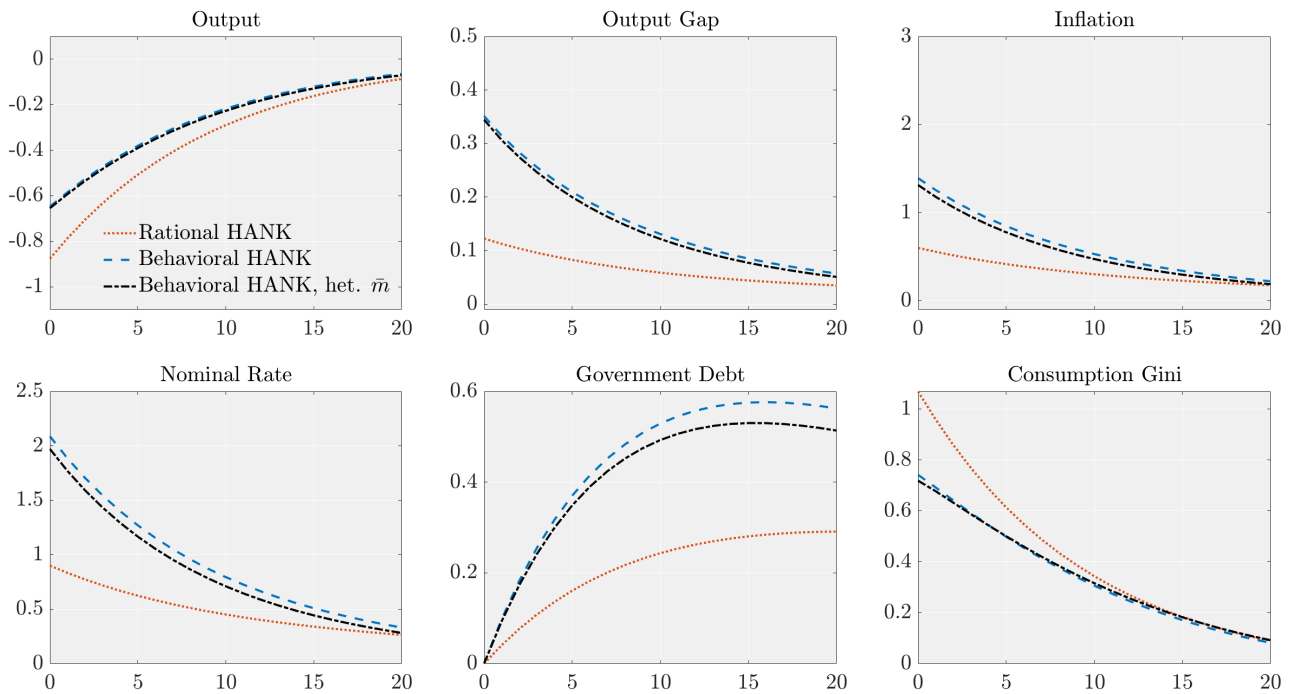 Output
0
-0.2
-0.4
-0.6
-0.8
-1
Rational HANK
Behavioral HANK
Behavioral HANK, het. m̄
0 5 10 15 20
Output Gap
0.5
0.4
0.3
0.2
0.1
0
0 5 10 15 20
Inflation
3
2
1
0
0 5 10 15 20
Nominal Rate
2.5
2
1.5
1
0.5
0
0 5 10 15 20
Government Debt
0.6
0.4
0.2
0
0 5 10 15 20
Consumption Gini
1
0.8
0.6
0.4
0.2
0
0 5 10 15 20